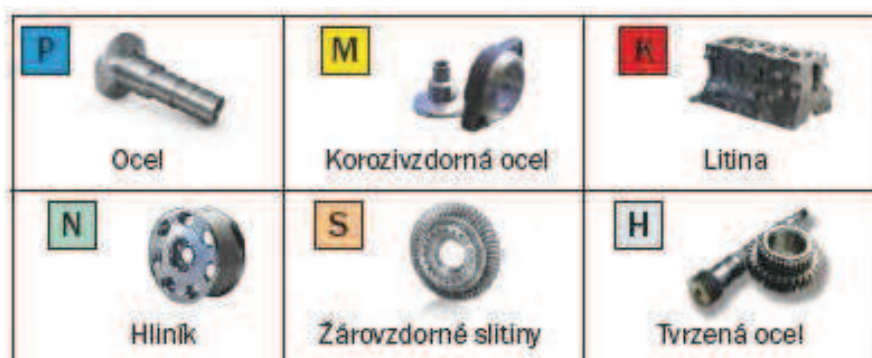 P
M
K
Ocel
Korozivzdorná ocel
Litina
N
S
H
Hliník
Žárovzdorné slitiny
Tvrzená ocel